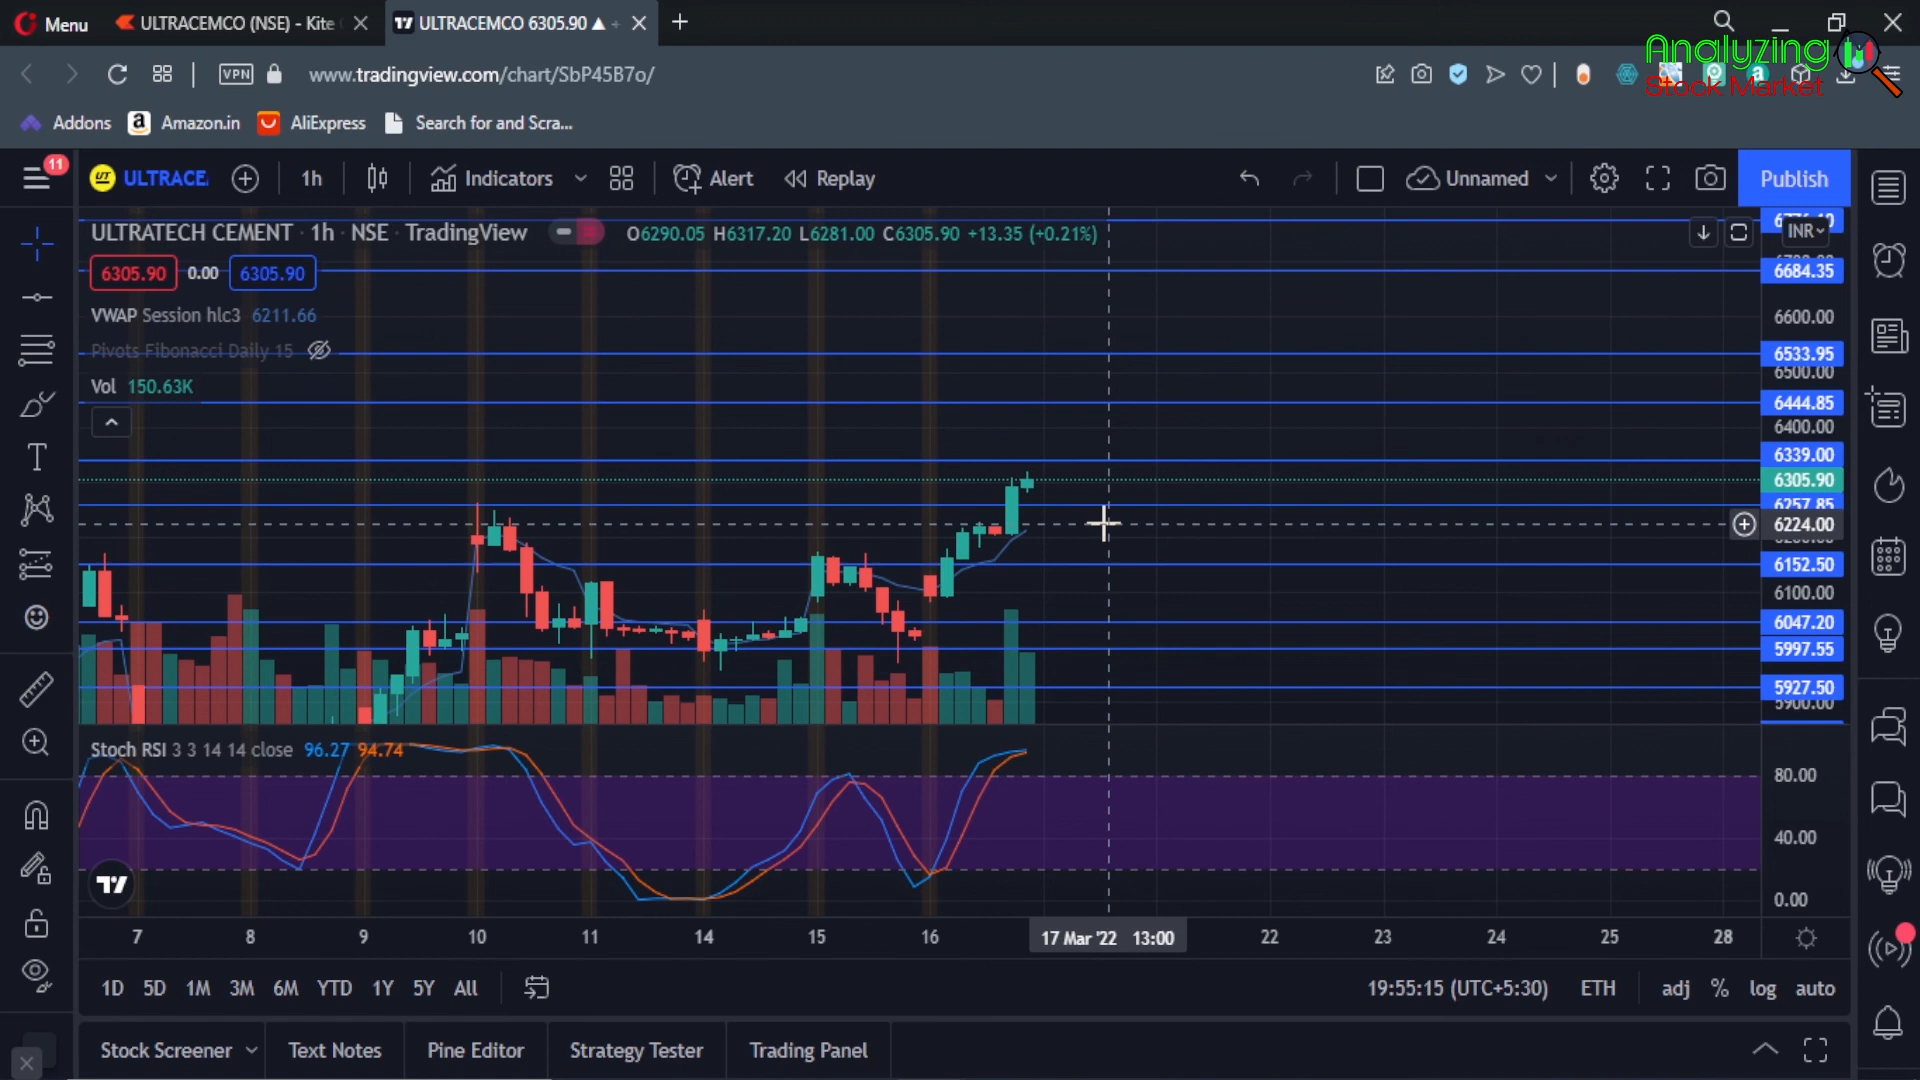 Menu
ULTRACEMCO (NSE) - Kite
ULTRACEMCO 6305.90 ▲
Analyzing
Stock Market
VPN
www.tradingview.com/chart/SbP45B7o/
Addons
Amazon.in
AliExpress
Search for and Scra...
11
ULTRACE
1h
Indicators
Alert
Replay
Unnamed
Publish
ULTRATECH CEMENT · 1h · NSE · TradingView
O6290.05 H6317.20 L6281.00 C6305.90 +13.35 (+0.21%)
INR
6305.90 0.00 6305.90
6684.35
VWAP Session hlc3 6211.66
6600.00
Pivots Fibonacci Daily 15
6533.95
6500.00
Vol 150.63K
6444.85
6400.00
6339.00
6305.90
6257.85
6224.00
6152.50
6100.00
6047.20
5997.55
5927.50
5900.00
Stoch RSI 3 3 14 14 close 96.27 94.74
80.00
40.00
0.00
7 8 9 10 11 14 15 16 17 Mar '22 13:00 22 23 24 25 28
1D 5D 1M 3M 6M YTD 1Y 5Y All
19:55:15 (UTC+5:30) ETH adj % log auto
Stock Screener Text Notes Pine Editor Strategy Tester Trading Panel